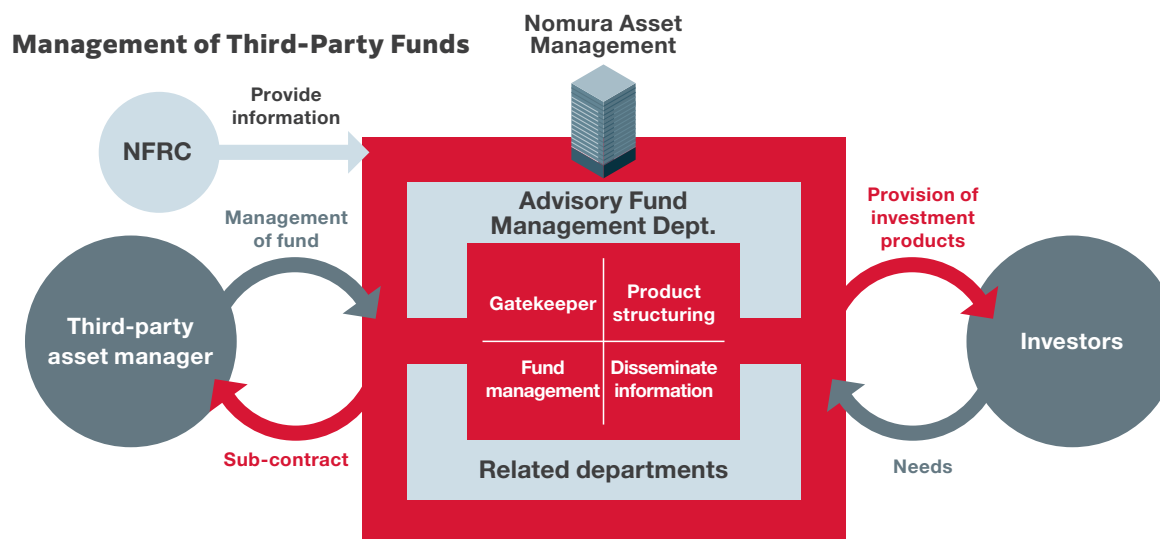 Management of Third-Party Funds
Nomura Asset
Management
Provide
information
NFRC
Management
of fund
Third-party
asset manager
Sub-contract
Advisory Fund
Management Dept.
Gatekeeper
Product
structuring
Fund
management
Disseminate
information
Related departments
Provision of
investment
products
Investors
Needs